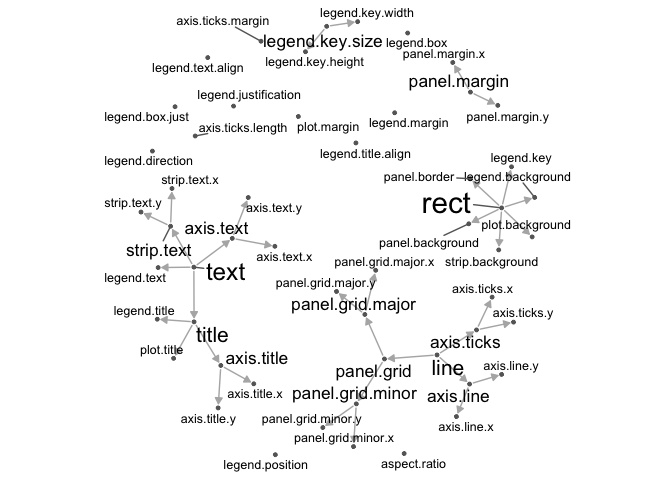 legend.key.width
axis.ticks.margin
legend.key.size
legend.box
panel.margin.x
legend.key.height
legend.text.align
panel.margin
legend.justification
legend.box.just
panel.margin.y
axis.ticks.length
plot.margin
legend.margin
legend.title.align
legend.direction
legend.key
strip.text.x
panel.border
legend.background
strip.text.y
rect
axis.text.y
axis.text
plot.background
panel.background
strip.text
axis.text.x
panel.grid.major.x
strip.background
legend.text
text
panel.grid.major.y
axis.ticks.x
panel.grid.major
legend.title
axis.ticks.y
title
axis.ticks
plot.title
axis.title
line
axis.line.y
panel.grid
axis.title.x
panel.grid.minor
axis.line
axis.title.y
panel.grid.minor.y
axis.line.x
panel.grid.minor.x
legend.position
aspect.ratio